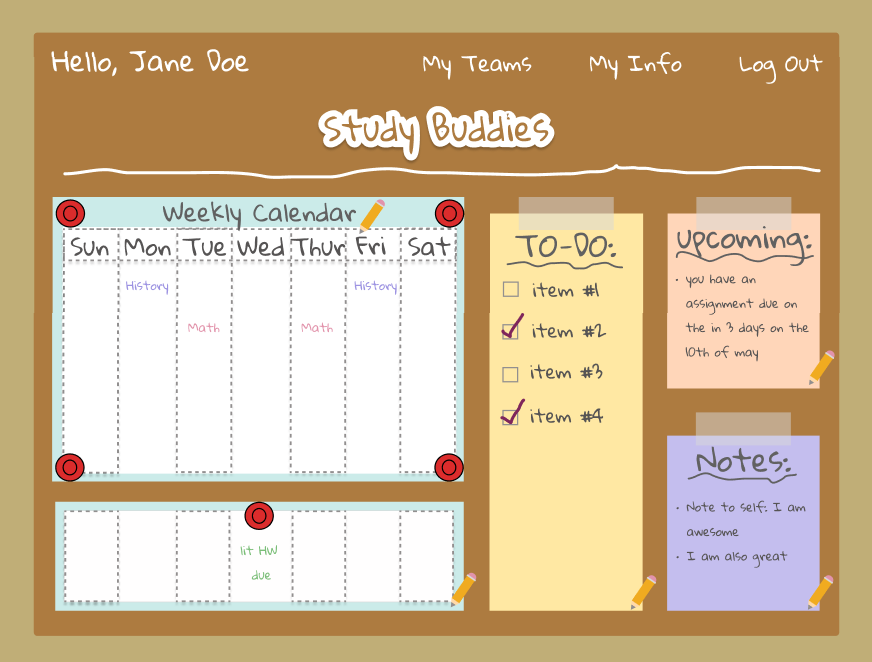 Hello, Jane Doe
My Teams
My Info
Log Out
Study Buddies
Weekly Calendar
Sun Mon Tue Wed Thur Fri Sat
History History
Math Math
lit HW
due
TO-DO:
item #1
item #2
item #3
item #4
upcoming:
• you have an
assignment due on
the in 3 days on the
10th of may
Notes:
• Note to self: I am
awesome
• I am also great